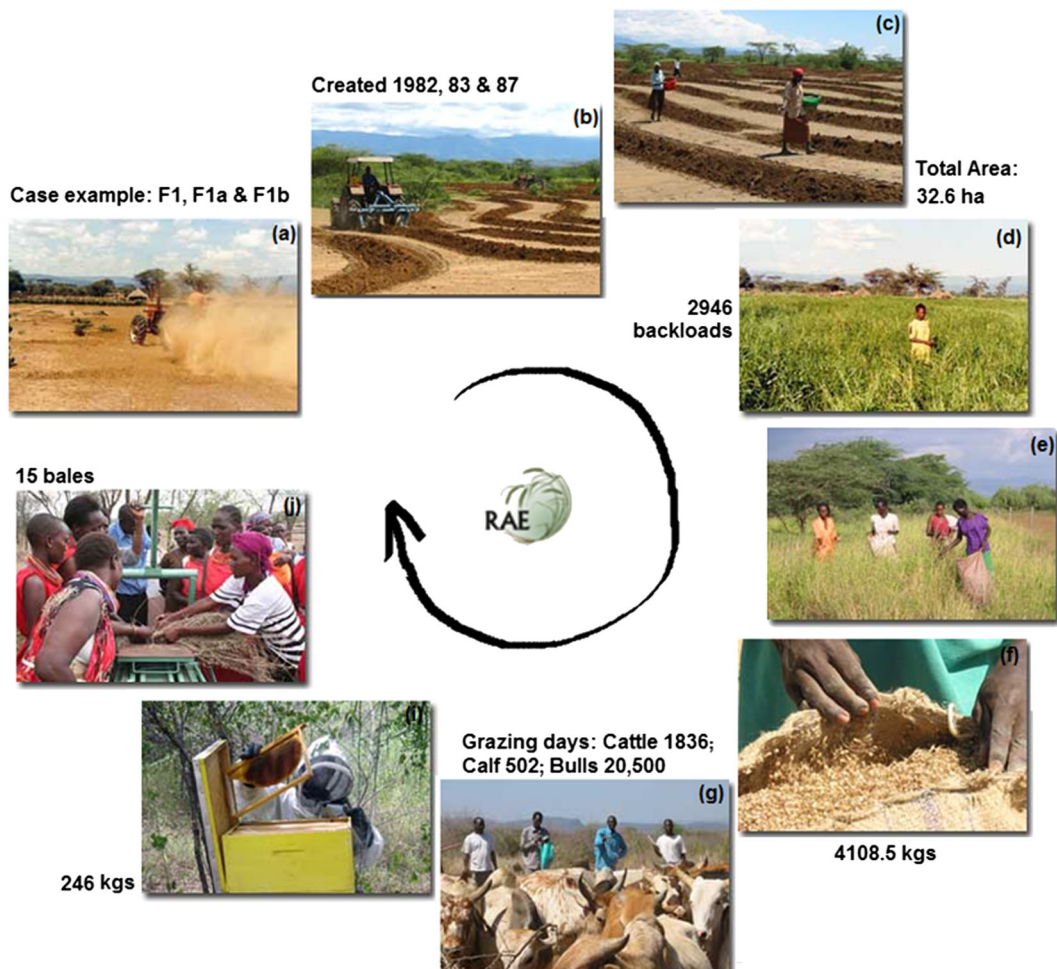 Case example: F1, F1a & F1b
(a)
Created 1982, 83 & 87
(b)
(c)
Total Area:
32.6 ha
(d)
2946
backloads
(e)
(f)
4108.5 kgs
Grazing days: Cattle 1836;
Calf 502; Bulls 20,500
(g)
(i)
246 kgs
15 bales
(j)
RAE